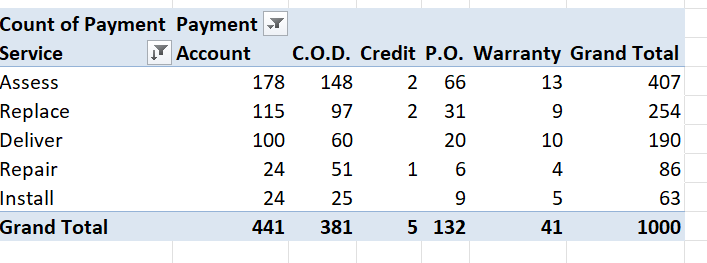 Count of Payment Payment
Service Account C.O.D. Credit P.O. Warranty Grand Total
Assess 178 148 2 66 13 407
Replace 115 97 2 31 9 254
Deliver 100 60 20 10 190
Repair 24 51 1 6 4 86
Install 24 25 9 5 63
Grand Total 441 381 5 132 41 1000